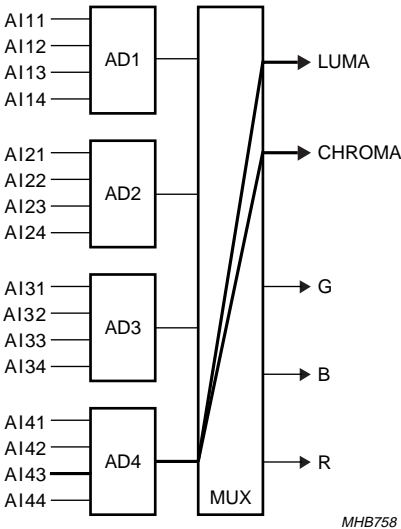 AI11
AI12
AI13
AI14
AD1
AI21
AI22
AI23
AI24
AD2
AI31
AI32
AI33
AI34
AD3
AI41
AI42
AI43
AI44
AD4
MUX
LUMA
CHROMA
G
B
R
MHB758